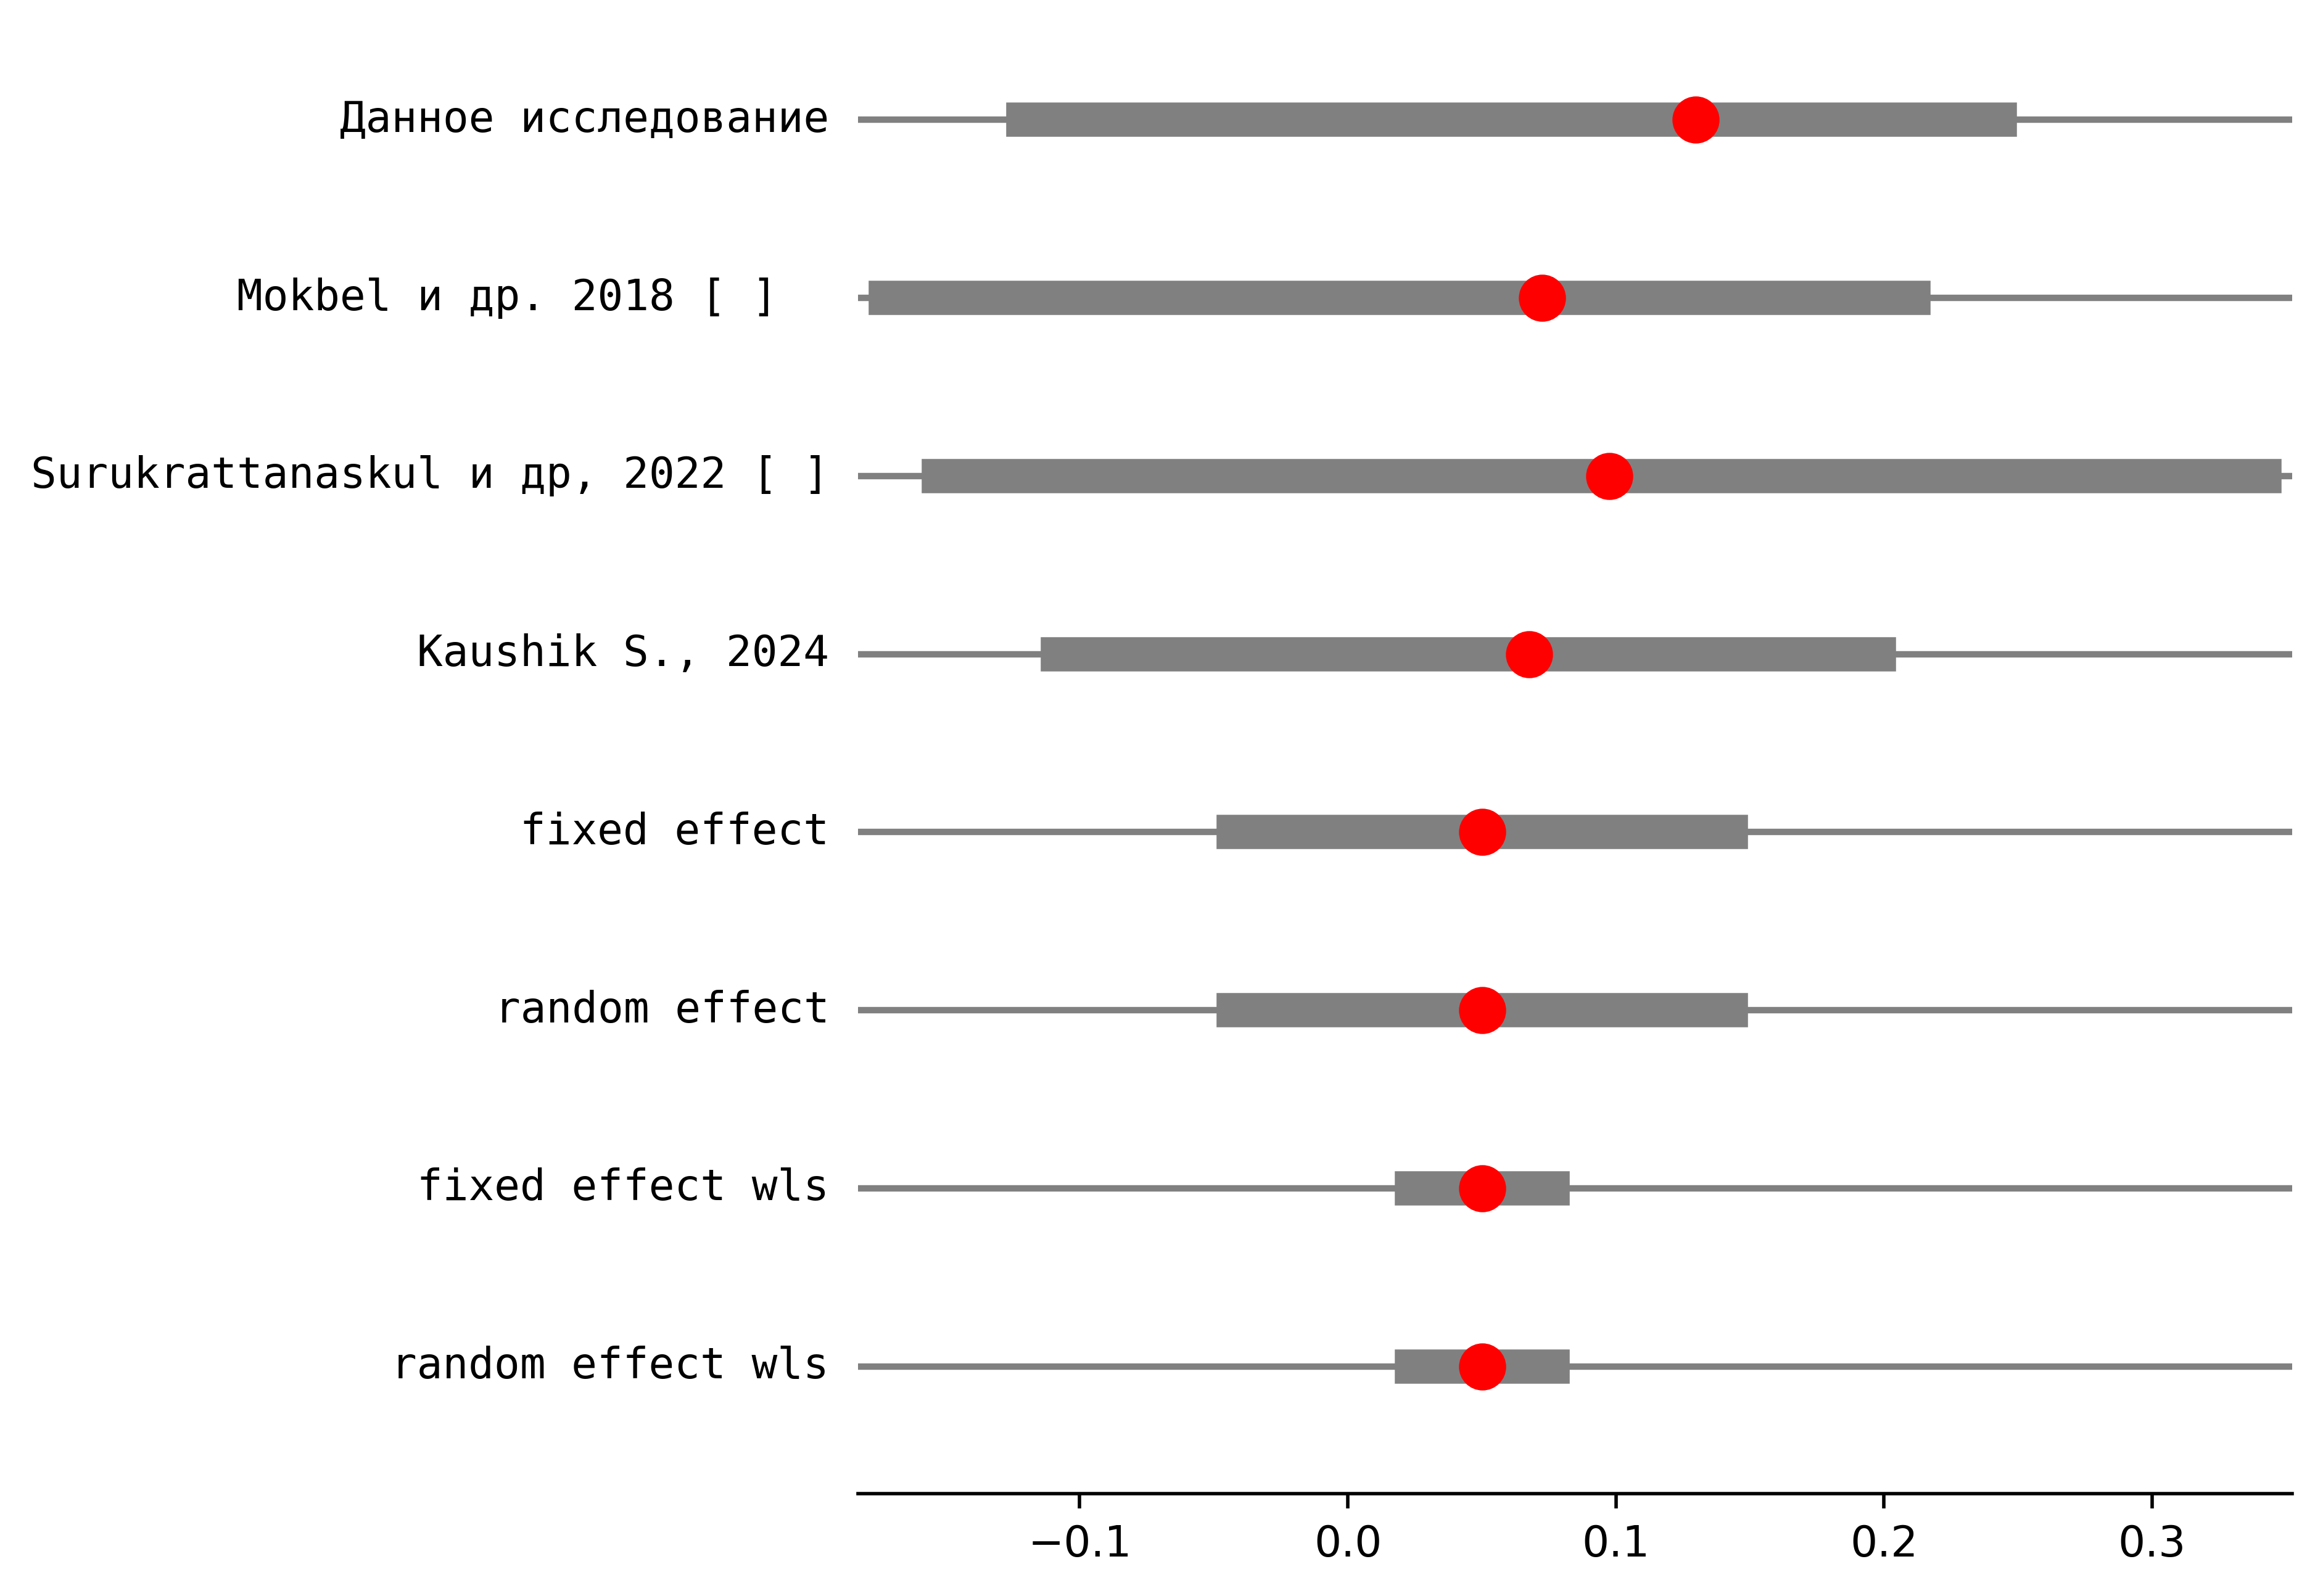 Данное исследование
Mokbel и др. 2018 [ ]
Surukrattanaskul и др, 2022 [ ]
Kaushik S., 2024
fixed effect
random effect
fixed effect wls
random effect wls
−0.1 0.0 0.1 0.2 0.3